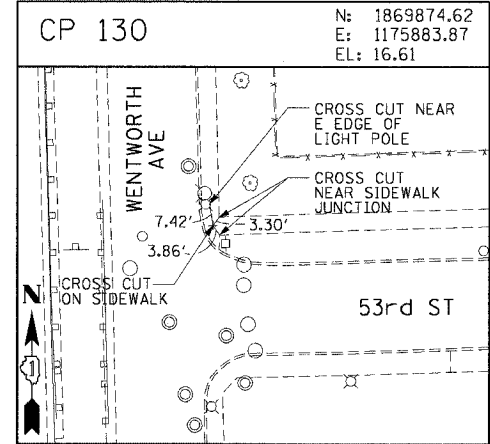 CP 130
N: 1869874.62
E: 1175883.87
EL: 16.61
WENTWORTH
AVE
CROSS CUT NEAR
E EDGE OF
LIGHT POLE
CROSS CUT
NEAR SIDEWALK
JUNCTION
7.42'
3.30'
3.86'
CROSS CUT
ON SIDEWALK
N
1
53rd ST